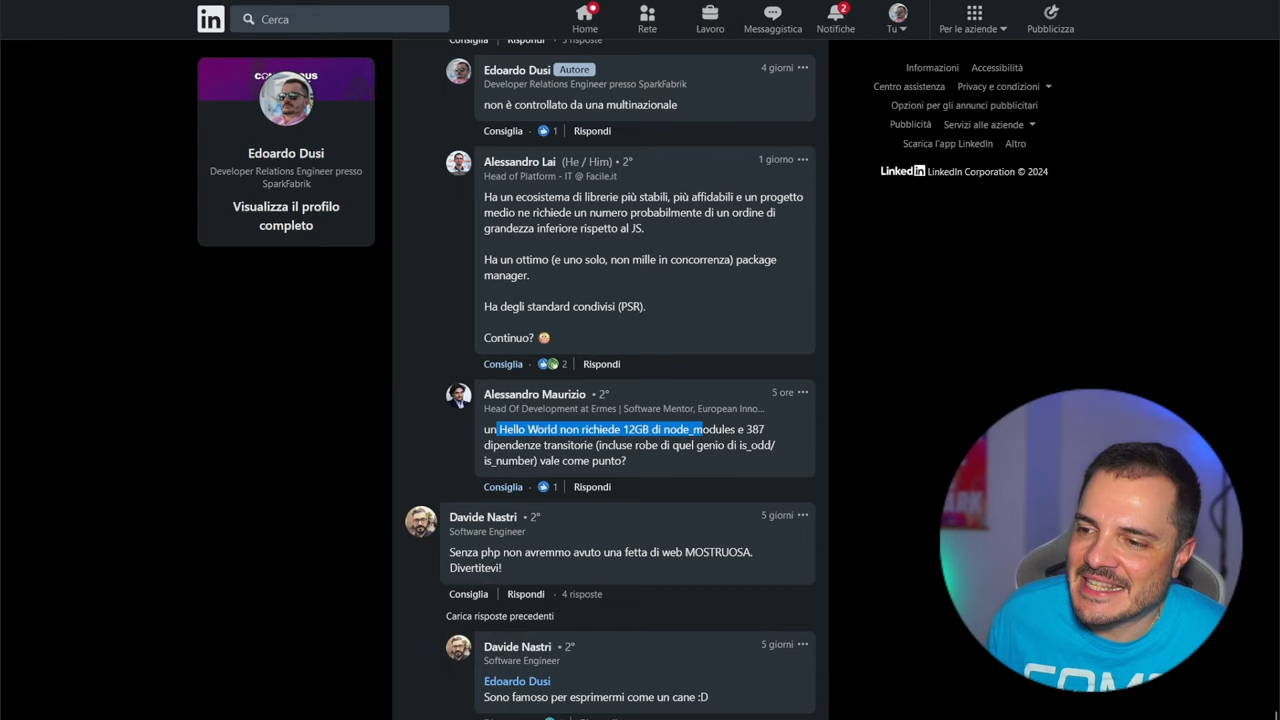 in
Cerca
Home
Rete
Lavoro
Messaggistica
2
Notifiche
Tu
Per le aziende
Pubblicizza
Edoardo Dusi
Developer Relations Engineer presso
SparkFabrik
Visualizza il profilo
completo
Edoardo Dusi Autore 4 giorni
Developer Relations Engineer presso SparkFabrik
non è controllato da una multinazionale
Consiglia · 1 | Rispondi
Alessandro Lai (He / Him) • 2° 1 giorno
Head of Platform - IT @ Facile.it
Ha un ecosistema di librerie più stabili, più affidabili e un progetto
medio ne richiede un numero probabilmente di un ordine di
grandezza inferiore rispetto al JS.
Ha un ottimo (e uno solo, non mille in concorrenza) package
manager.
Ha degli standard condivisi (PSR).
Continuo?
Consiglia · 2 | Rispondi
Alessandro Maurizio • 2° 5 ore
Head Of Development at Ermes | Software Mentor, European Inno...
un Hello World non richiede 12GB di node_modules e 387
dipendenze transitorie (incluse robe di quel genio di is_odd/
is_number) vale come punto?
Consiglia · 1 | Rispondi
Davide Nastri • 2° 5 giorni
Software Engineer
Senza php non avremmo avuto una fetta di web MOSTRUOSA.
Divertitevi!
Consiglia | Rispondi · 4 risposte
Carica risposte precedenti
Davide Nastri • 2° 5 giorni
Software Engineer
Edoardo Dusi
Sono famoso per esprimermi come un cane :D
Informazioni Accessibilità
Centro assistenza Privacy e condizioni
Opzioni per gli annunci pubblicitari
Pubblicità Servizi alle aziende
Scarica l'app LinkedIn Altro
LinkedIn LinkedIn Corporation © 2024